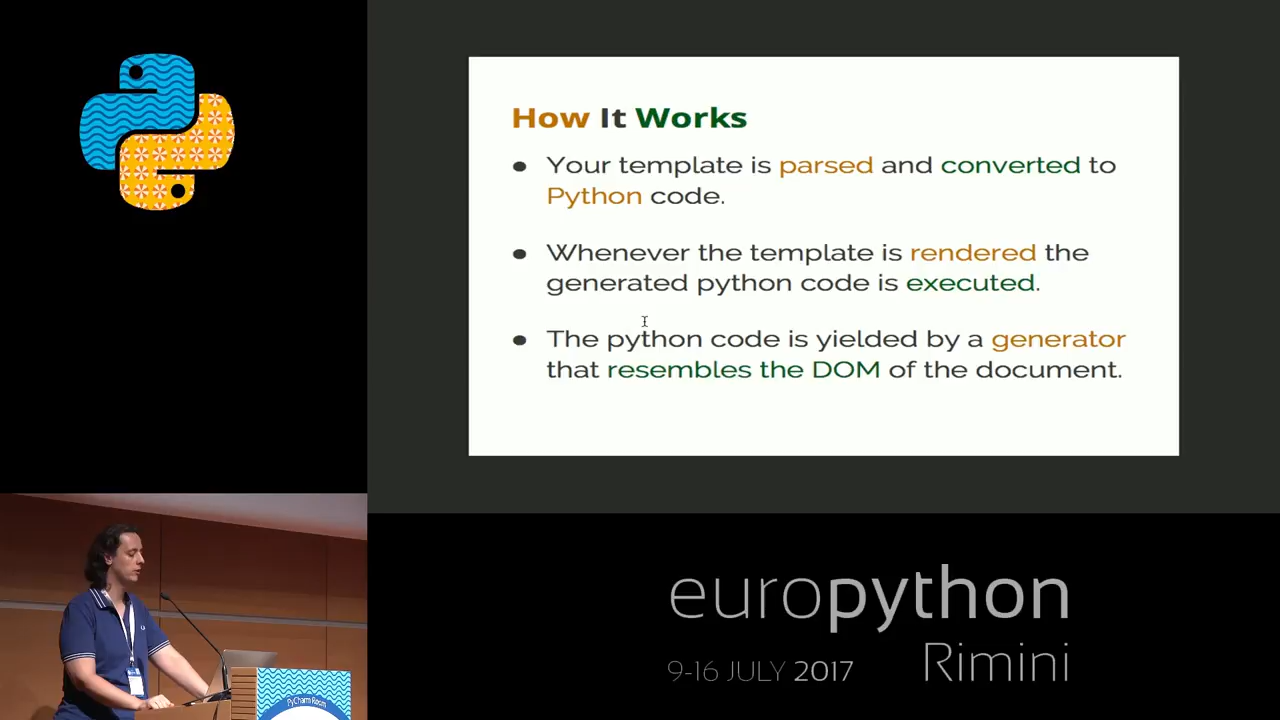 How It Works
● Your template is parsed and converted to
Python code.
● Whenever the template is rendered the
generated python code is executed.
● The python code is yielded by a generator
that resembles the DOM of the document.
europython
9-16 JULY 2017
Rimini
PyCharm Room